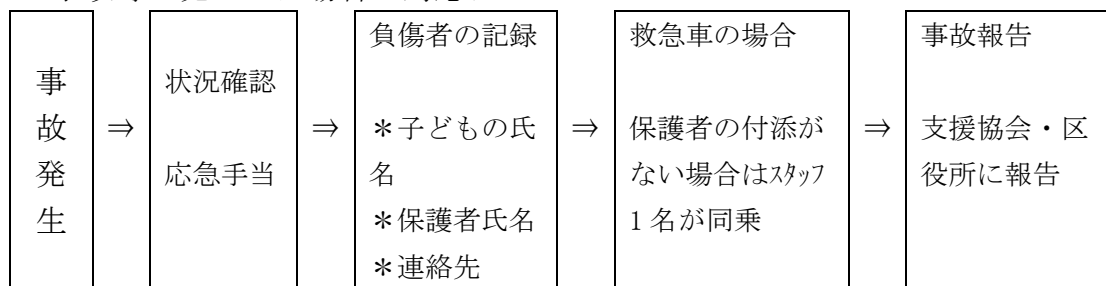 事
故
発
生
⇒
状況確認
応急手当
⇒
負傷者の記録
＊子どもの氏
名
＊保護者氏名
＊連絡先
⇒
救急車の場合
保護者の付添が
ない場合はｽﾀｯﾌ
1名が同乗
⇒
事故報告
支援協会・区
役所に報告